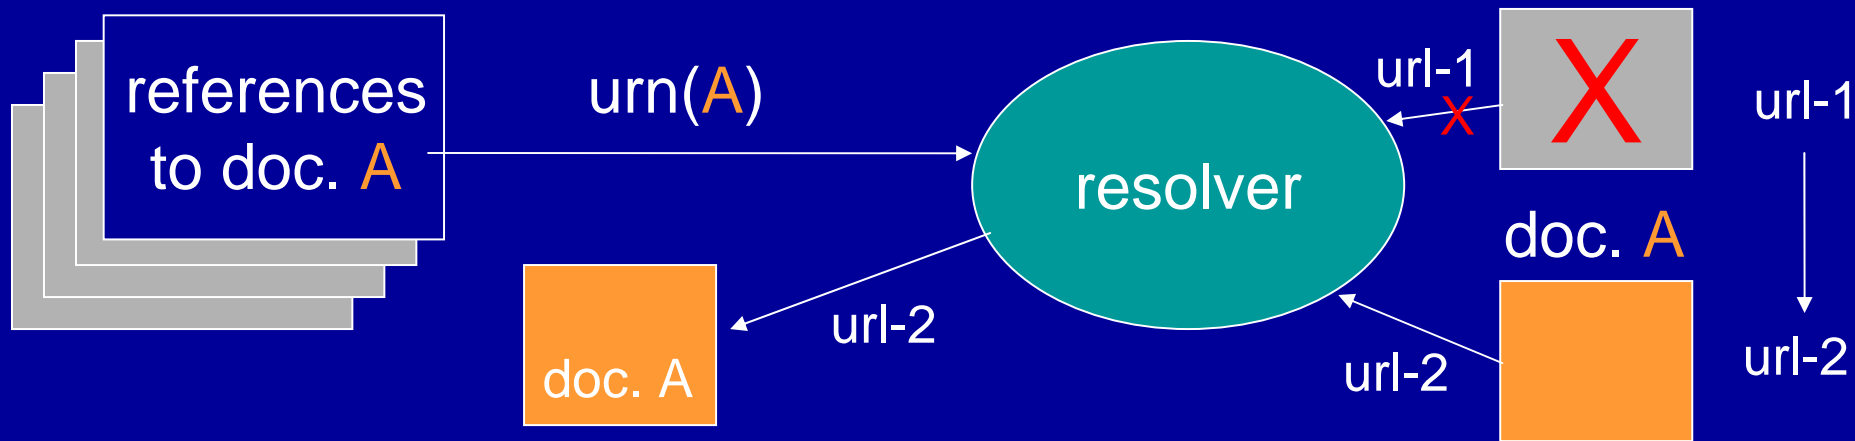 references
to doc. A
urn(A)
resolver
url-1
X
X
url-1
doc. A
doc. A
url-2
url-2
url-2